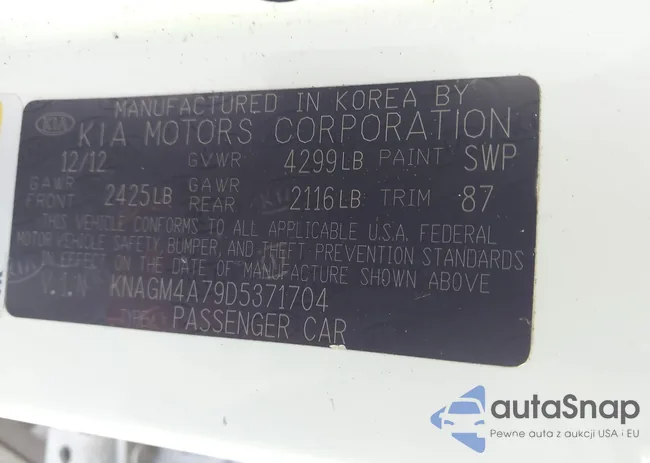 MANUFACTURED IN KOREA BY
KIA KIA MOTORS CORPORATION
12/12 GVWR 4299LB PAINT SWP
GAWR FRONT 2425LB GAWR REAR 2116LB TRIM 87
THIS VEHICLE CONFORMS TO ALL APPLICABLE U.S.A. FEDERAL
MOTOR VEHICLE SAFETY, BUMPER, AND THEFT PREVENTION STANDARDS
IN EFFECT ON THE DATE OF MANUFACTURE SHOWN ABOVE
V.I.N KNAGM4A79D5371704
TYPE: PASSENGER CAR
autaSnap
Pewne auta z aukcji USA i EU